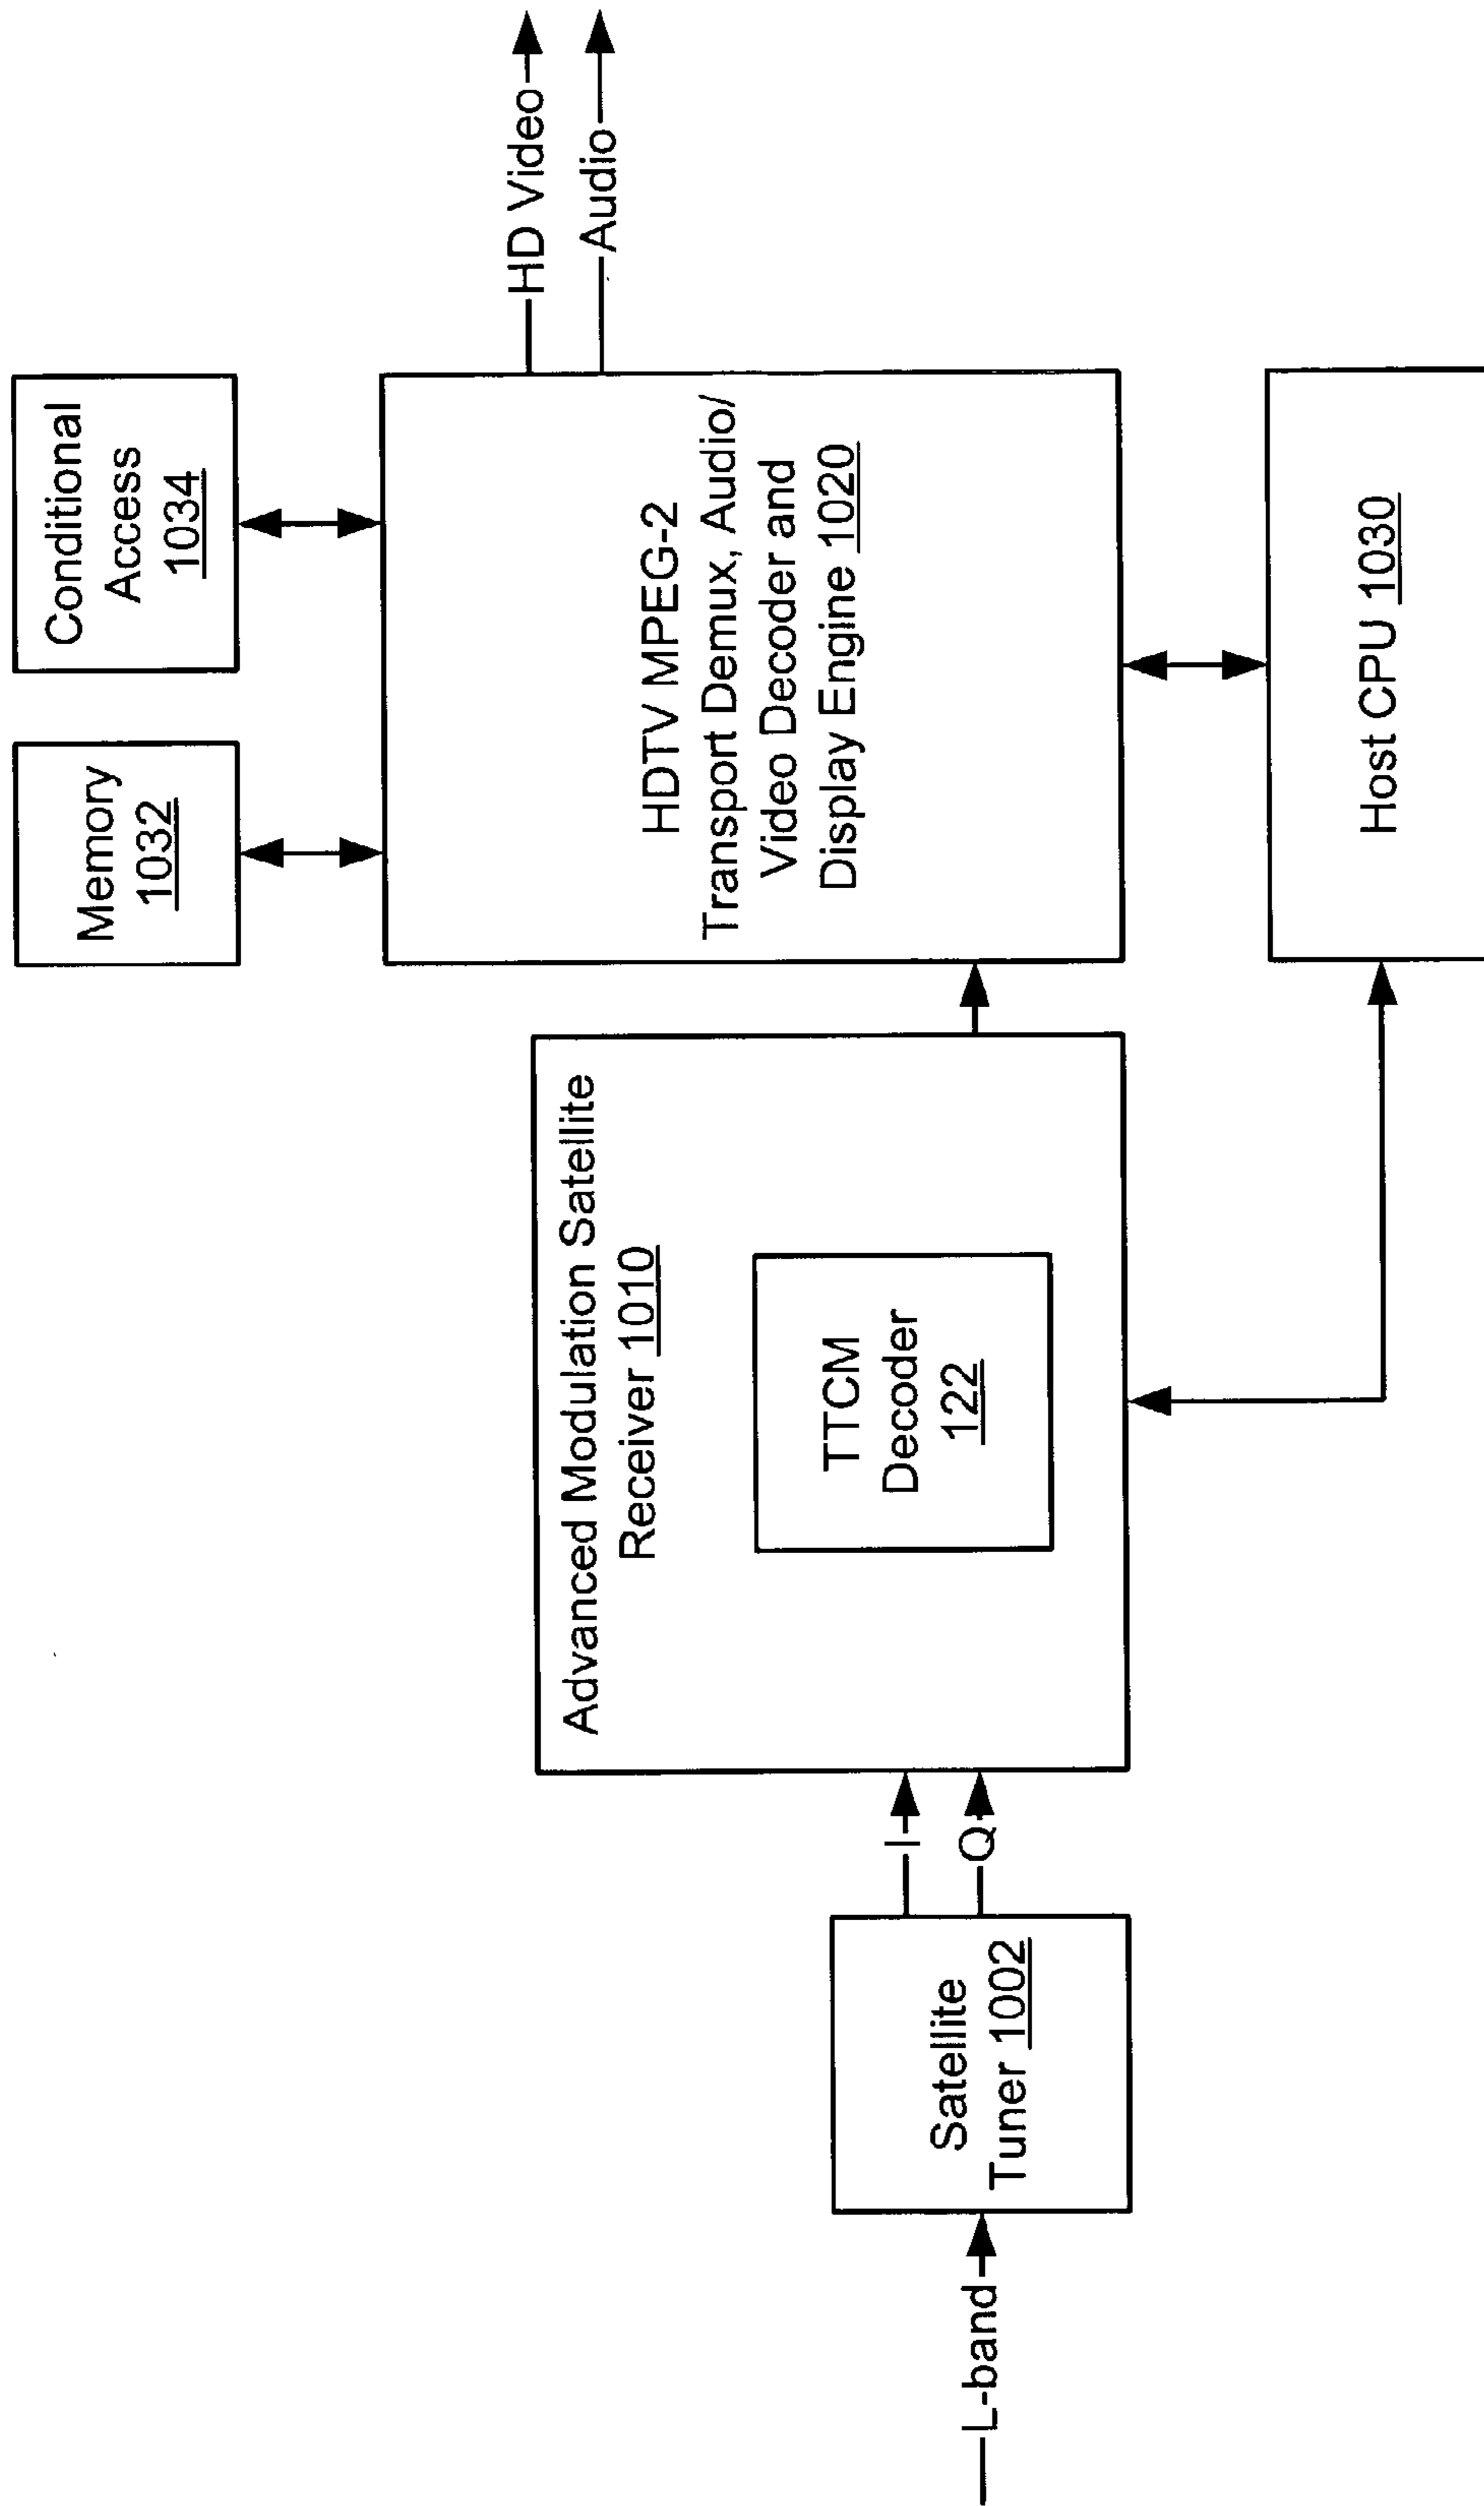 Memory
1032
Conditional
Access
1034
HD Video
Audio
HDTV MPEG-2
Transport Demux, Audio/
Video Decoder and
Display Engine 1020
Advanced Modulation Satellite
Receiver 1010
TTCM
Decoder
122
L-band
Satellite
Tuner 1002
I
Q
Host CPU 1030